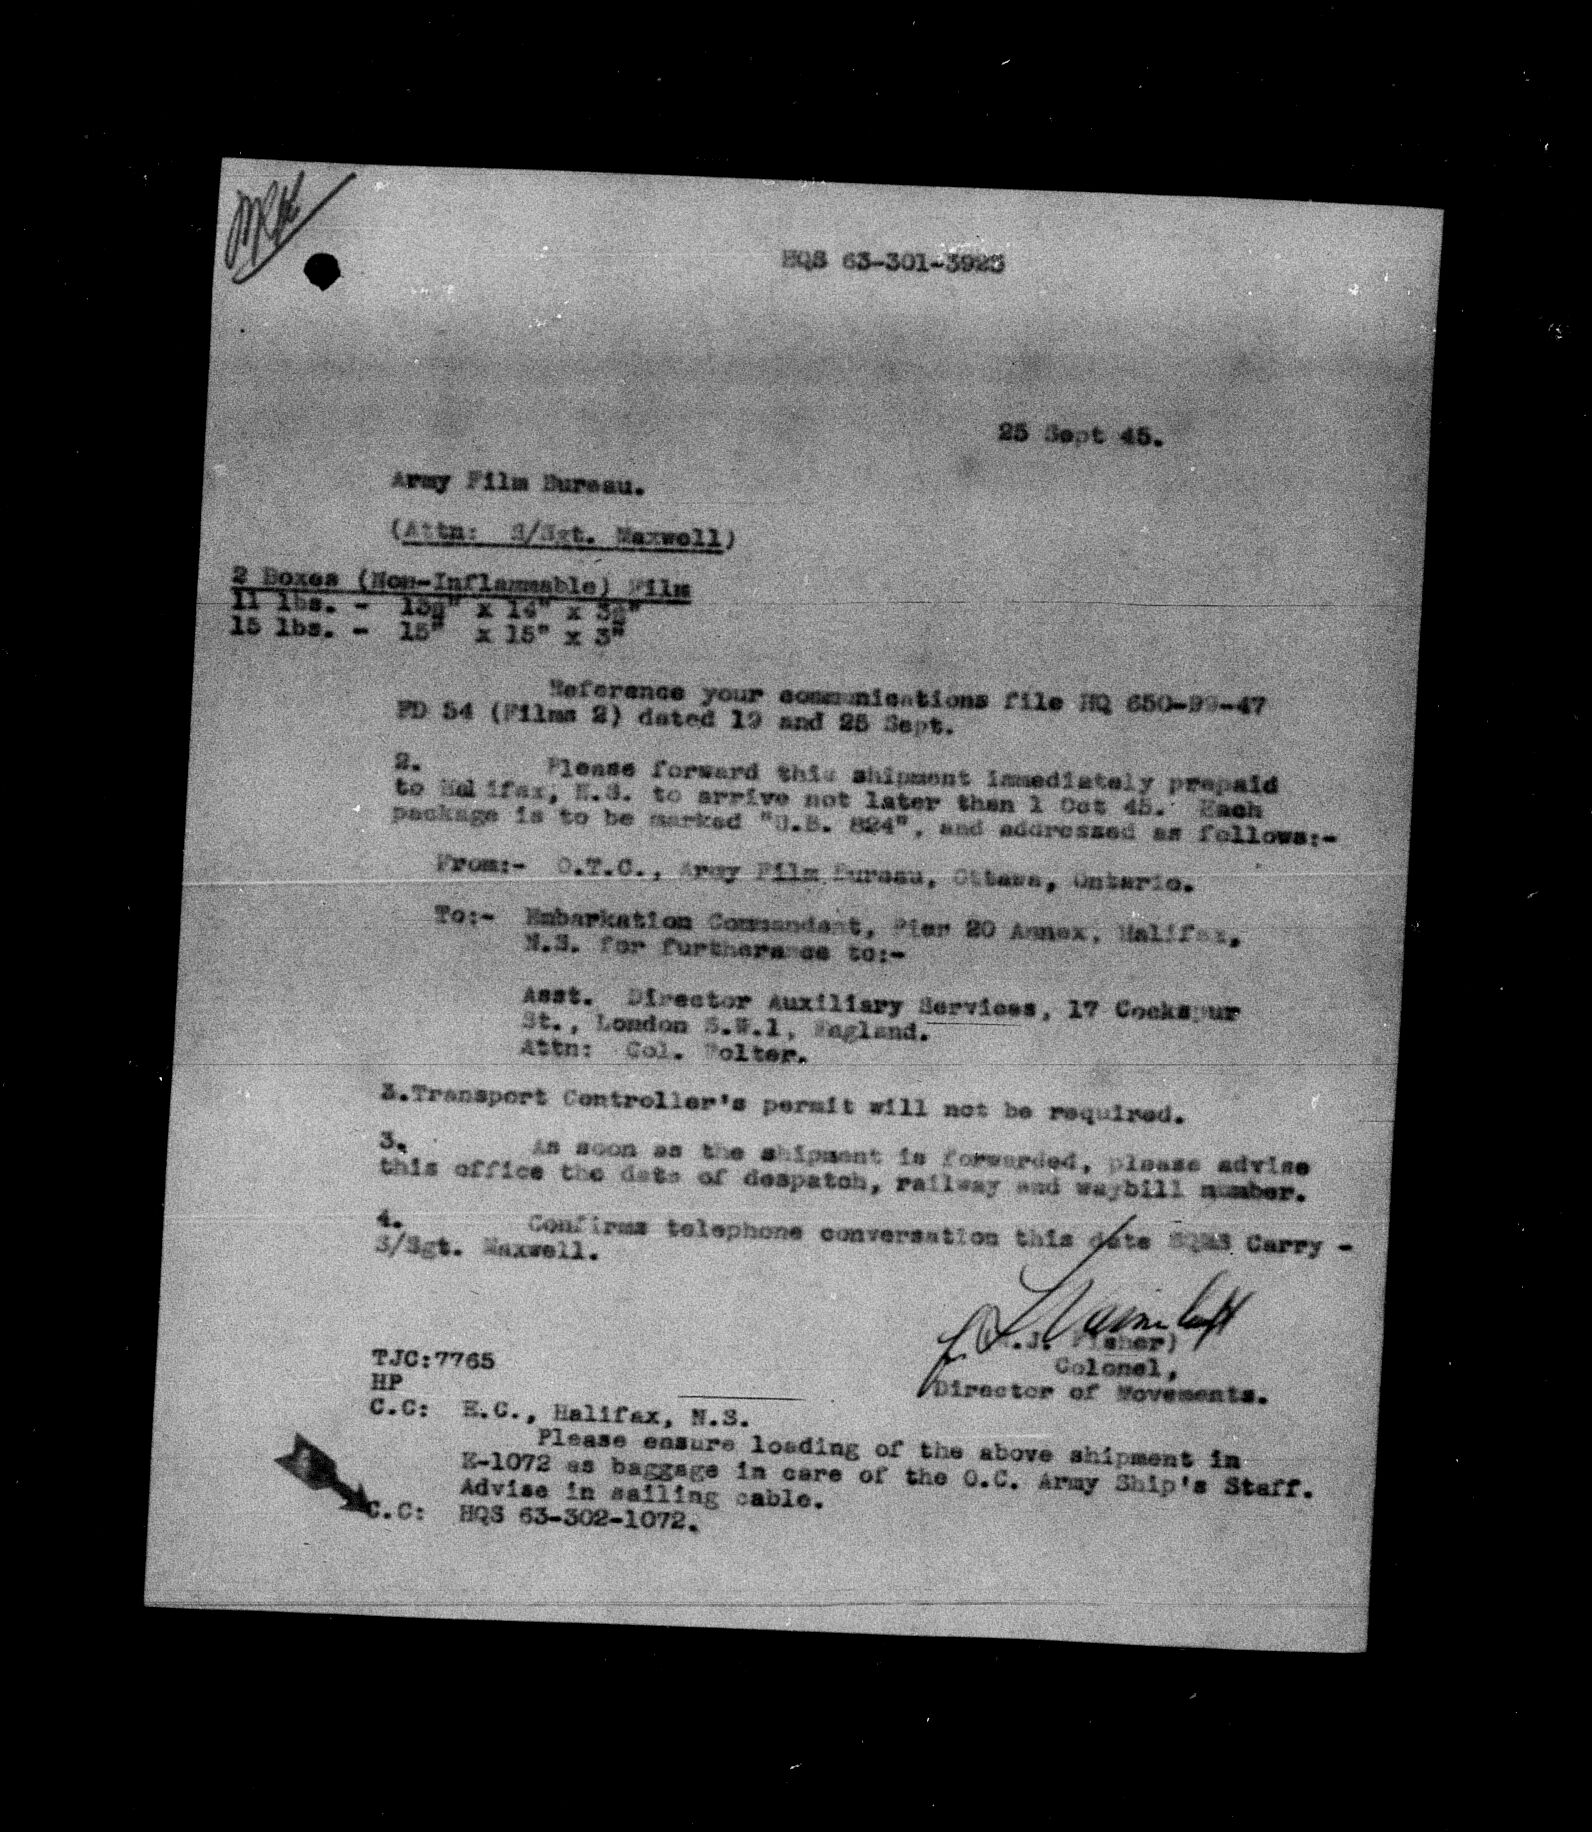 HQS 63-301-3925
25 Sept 45.
Army Film Bureau.
(Attn: S/Sgt. Maxwell)
2 Boxes (Non-Inflammable) Film
11 lbs. - x 14" x
15 lbs. - 15" x 15" x 3"
Reference your communications file HQ 650-99-47
FD 54 (Films 2) dated 19 and 25 Sept.
2. Please forward this shipment immediately prepaid
to Halifax, N.S. to arrive not later than 1 Oct 45. Each
package is to be marked 824", and addressed as follows:-
From:- O.T.C., Army Film Bureau, Ottawa, Ontario.
To:- Embarkation Commandant, Pier 20 Annex, Halifax,
N.S. for furtherance to:-
Asst. Director Auxiliary Services, 17 Cockspur
St., London S.W.1, England.
Attn: Col.
3.Transport Controller's permit will not be required.
3. As soon as the shipment is forwarded, please advise
this office the date of despatch, railway and waybill number.
4. Confirms telephone conversation this date SQMS Carry -
S/Sgt. Maxwell.
Fisher)
Colonel,
Director of Movements.
TJC:7765
HP
C.C: E.C., Halifax, N.S.
Please ensure loading of the above shipment in
E-1072 as baggage in care of the O.C. Army Ship's Staff.
Advise in sailing cable.
C.C: HQS 63-302-1072.